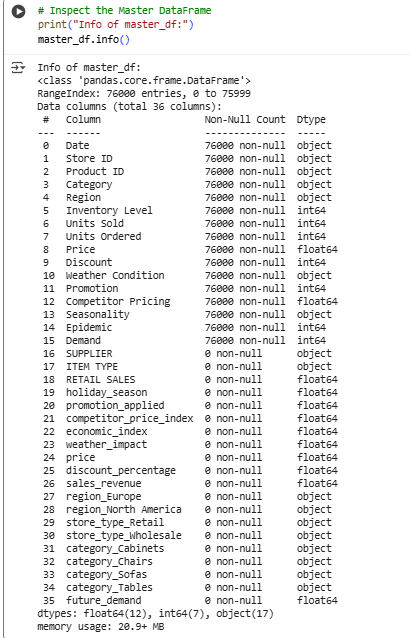 # Inspect the Master DataFrame
print("Info of master_df:")
master_df.info()
Info of master_df:
<class 'pandas.core.frame.DataFrame'>
RangeIndex: 76000 entries, 0 to 75999
Data columns (total 36 columns):
 #   Column                  Non-Null Count  Dtype
---  ------                  --------------  -----
 0   Date                    76000 non-null  object
 1   Store ID                76000 non-null  object
 2   Product ID              76000 non-null  object
 3   Category                76000 non-null  object
 4   Region                  76000 non-null  object
 5   Inventory Level         76000 non-null  int64
 6   Units Sold              76000 non-null  int64
 7   Units Ordered           76000 non-null  int64
 8   Price                   76000 non-null  float64
 9   Discount                76000 non-null  int64
 10  Weather Condition       76000 non-null  object
 11  Promotion               76000 non-null  int64
 12  Competitor Pricing      76000 non-null  float64
 13  Seasonality             76000 non-null  object
 14  Epidemic                76000 non-null  int64
 15  Demand                  76000 non-null  int64
 16  SUPPLIER                0 non-null      object
 17  ITEM TYPE               0 non-null      object
 18  RETAIL SALES            0 non-null      float64
 19  holiday_season          0 non-null      float64
 20  promotion_applied       0 non-null      float64
 21  competitor_price_index  0 non-null      float64
 22  economic_index          0 non-null      float64
 23  weather_impact          0 non-null      float64
 24  price                   0 non-null      float64
 25  discount_percentage     0 non-null      float64
 26  sales_revenue           0 non-null      float64
 27  region_Europe           0 non-null      object
 28  region_North America    0 non-null      object
 29  store_type_Retail       0 non-null      object
 30  store_type_Wholesale    0 non-null      object
 31  category_Cabinets       0 non-null      object
 32  category_Chairs         0 non-null      object
 33  category_Sofas          0 non-null      object
 34  category_Tables         0 non-null      object
 35  future_demand           0 non-null      float64
dtypes: float64(12), int64(7), object(17)
memory usage: 20.9+ MB